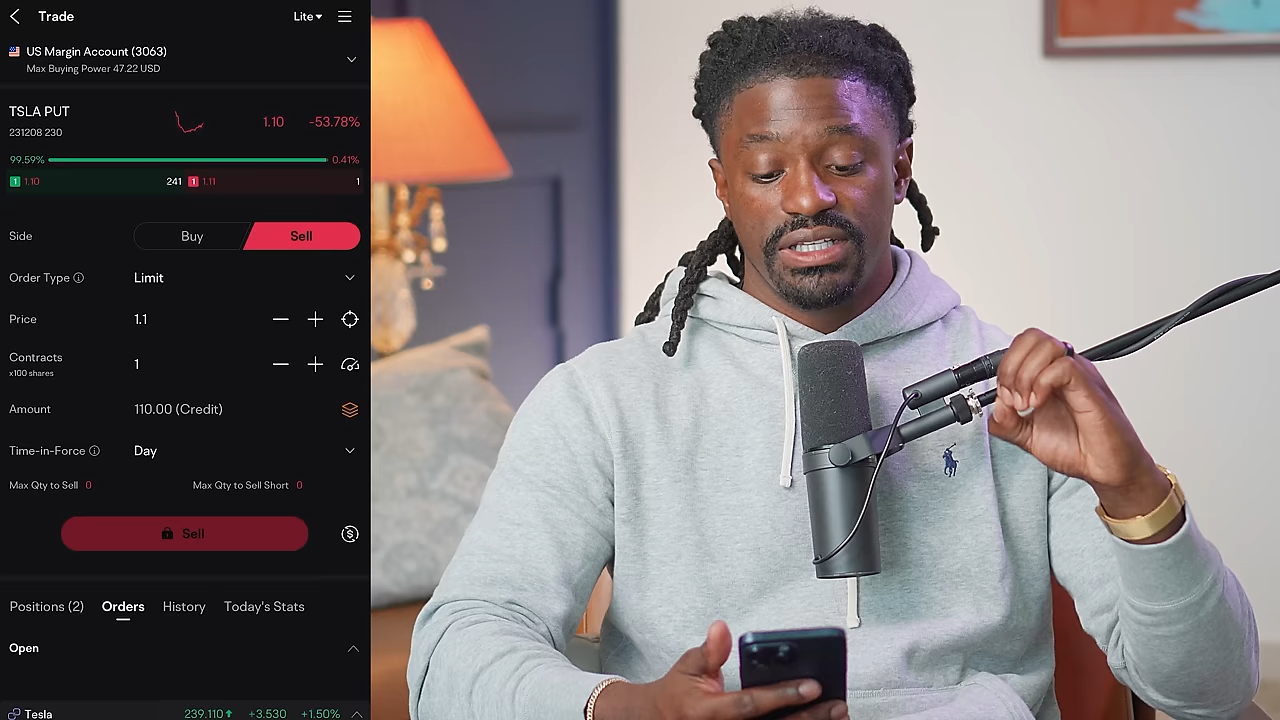 Trade
Lite
US Margin Account (3063)
Max Buying Power 47.22 USD
TSLA PUT
231208 230
1.10 -53.78%
99.59% 0.41%
1 1.10 241 1 1.11 1
Side Buy Sell
Order Type Limit
Price 1.1
Contracts
x100 shares
1
Amount 110.00 (Credit)
Time-in-Force Day
Max Qty to Sell 0 Max Qty to Sell Short 0
Sell
Positions (2) Orders History Today's Stats
Open
Tesla 239.110 +3.530 +1.50%